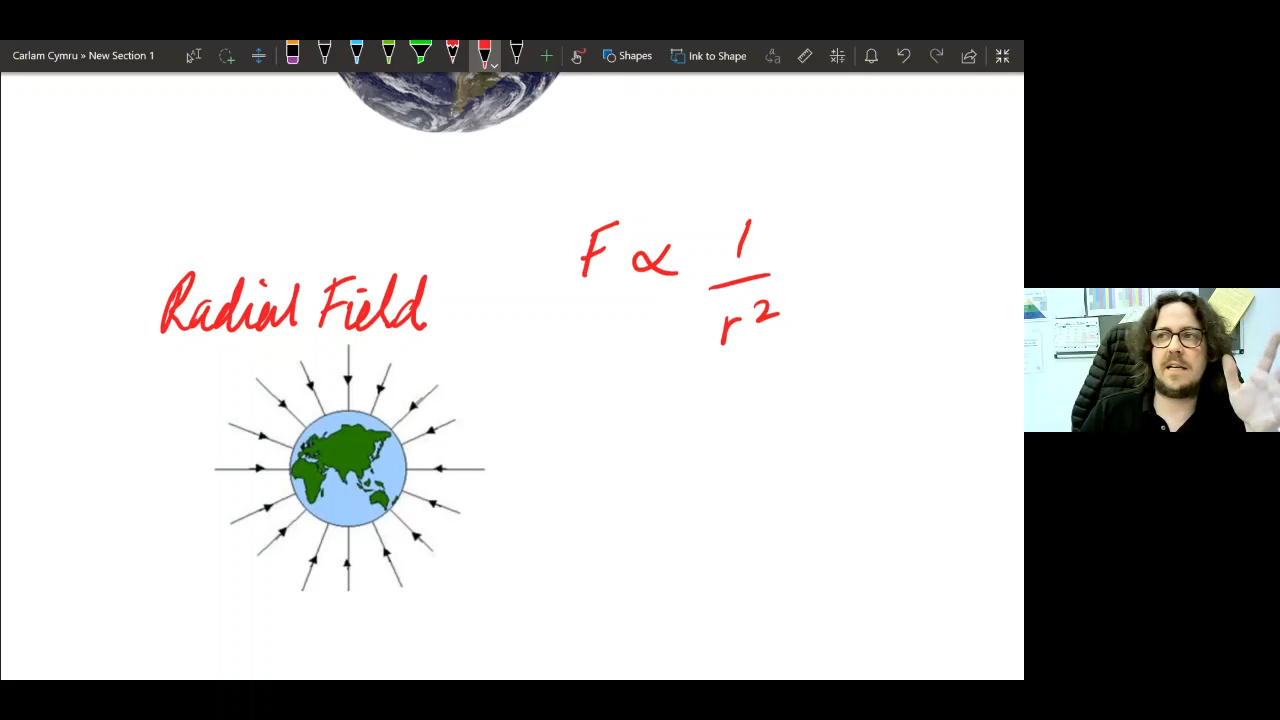 Carlam Cymru » New Section 1
Shapes
Ink to Shape
F ∝ 1
r²
Radial Field